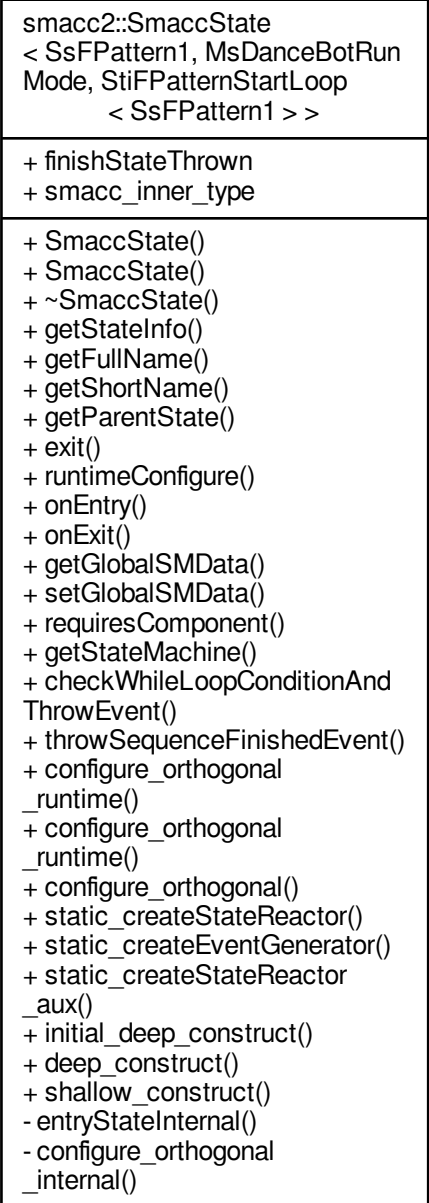 smacc2::SmaccState
< SsFPattern1, MsDanceBotRun
Mode, StiFPatternStartLoop
< SsFPattern1 > >
+ finishStateThrown
+ smacc_inner_type
+ SmaccState()
+ SmaccState()
+ ~SmaccState()
+ getStateInfo()
+ getFullName()
+ getShortName()
+ getParentState()
+ exit()
+ runtimeConfigure()
+ onEntry()
+ onExit()
+ getGlobalSMData()
+ setGlobalSMData()
+ requiresComponent()
+ getStateMachine()
+ checkWhileLoopConditionAnd
ThrowEvent()
+ throwSequenceFinishedEvent()
+ configure_orthogonal
_runtime()
+ configure_orthogonal
_runtime()
+ configure_orthogonal()
+ static_createStateReactor()
+ static_createEventGenerator()
+ static_createStateReactor
_aux()
+ initial_deep_construct()
+ deep_construct()
+ shallow_construct()
- entryStateInternal()
- configure_orthogonal
_internal()